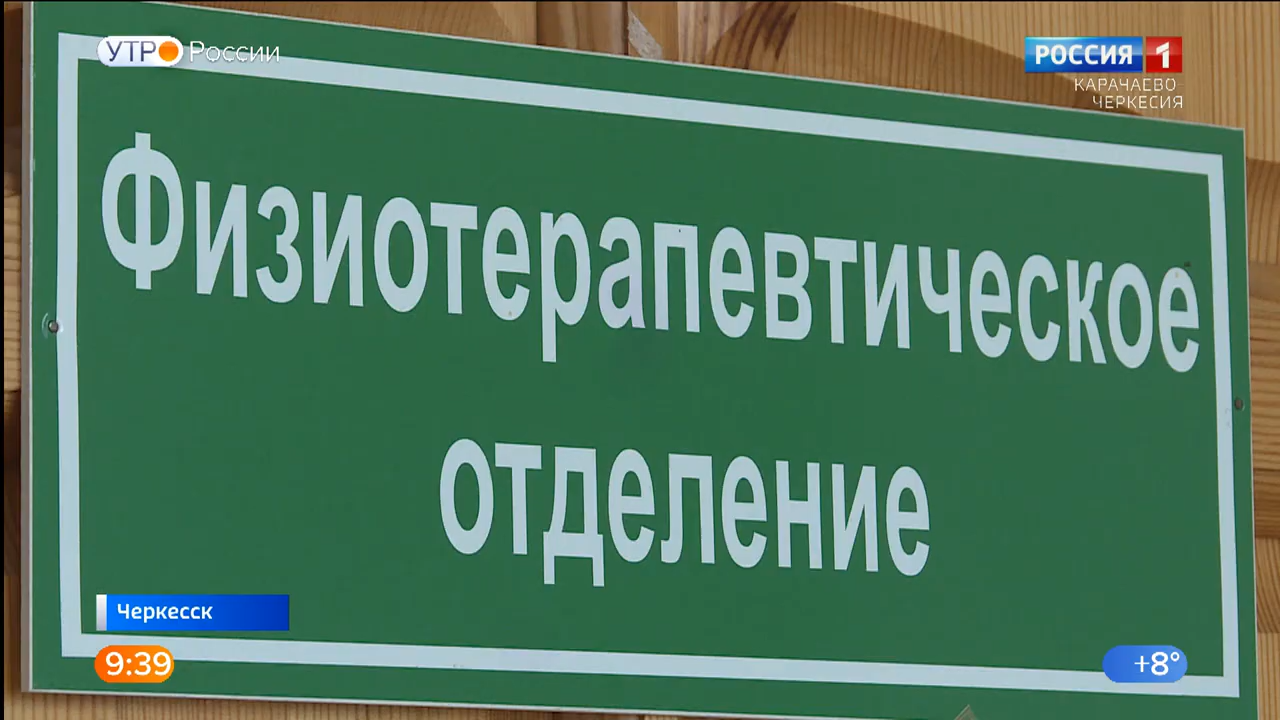 УТРО России
РОССИЯ 1
КАРАЧАЕВО
ЧЕРКЕСИЯ
Физиотерапевтическое
отделение
Черкесск
9:39
+8°